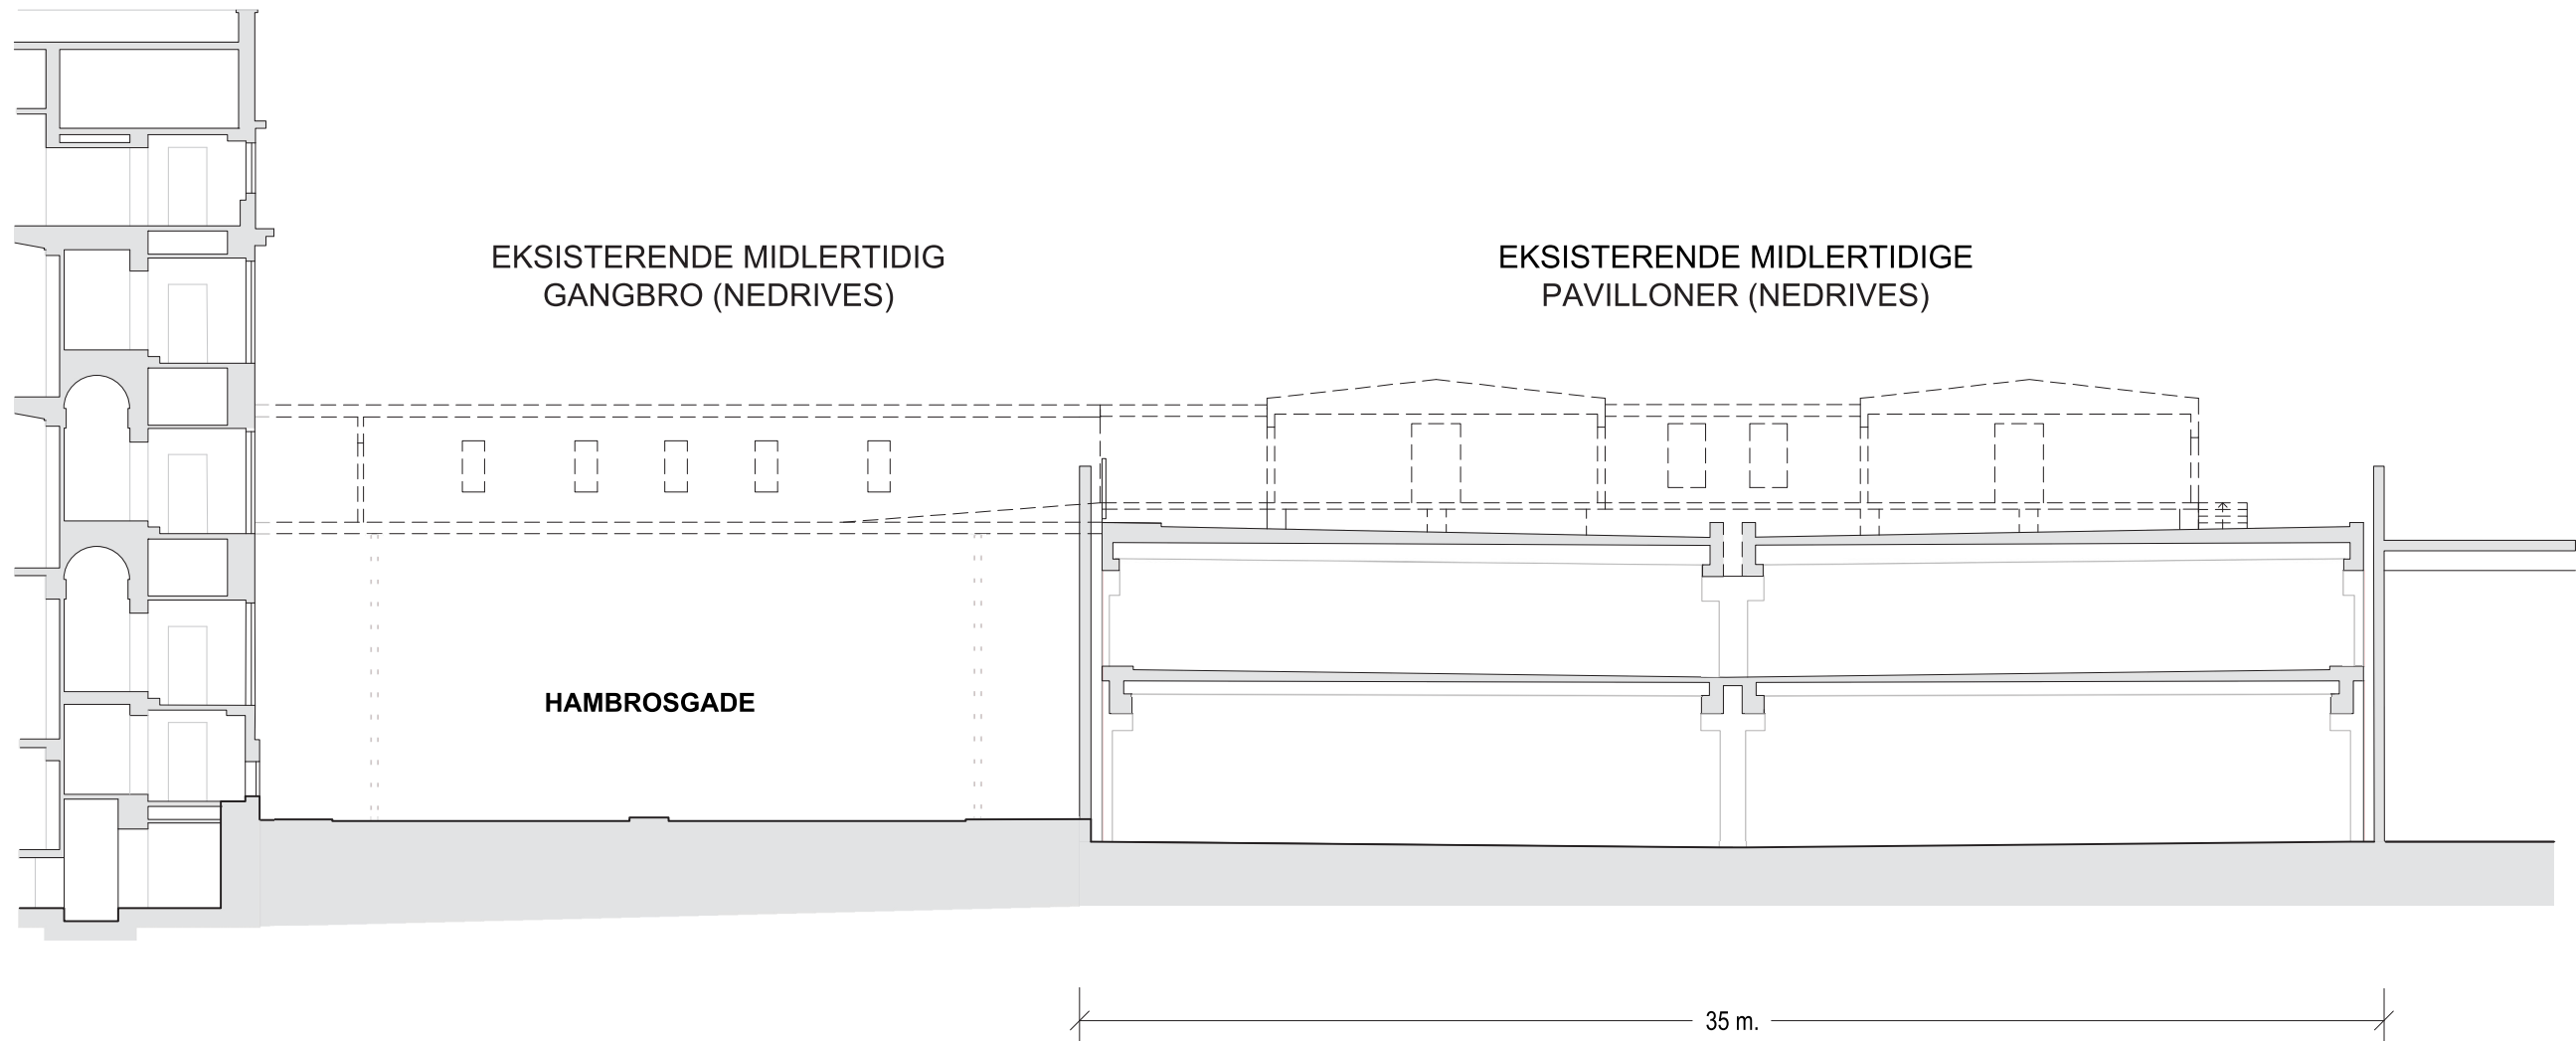 EKSISTERENDE MIDLERTIDIG
GANGBRO (NEDRIVES)
EKSISTERENDE MIDLERTIDIGE
PAVILLONER (NEDRIVES)
HAMBROSGADE
35 m.